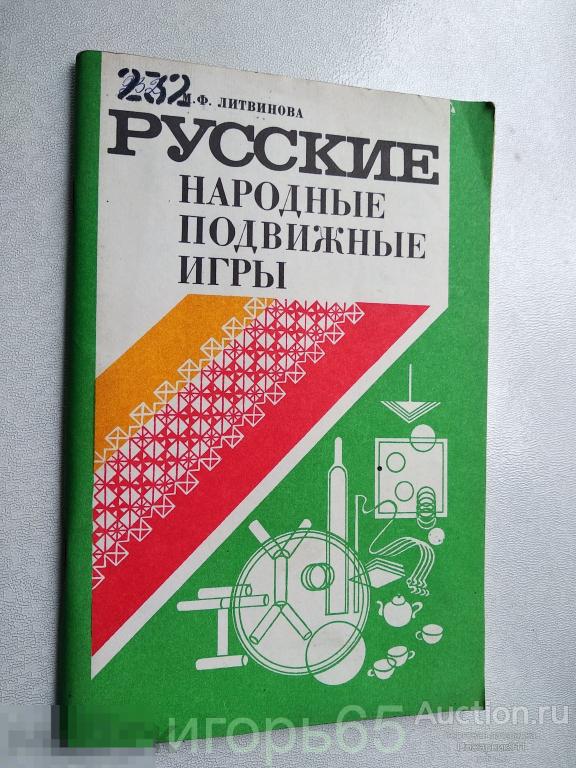 232
М.Ф. ЛИТВИНОВА
РУССКИЕ
НАРОДНЫЕ
ПОДВИЖНЫЕ
ИГРЫ
игорь65
Auction.ru